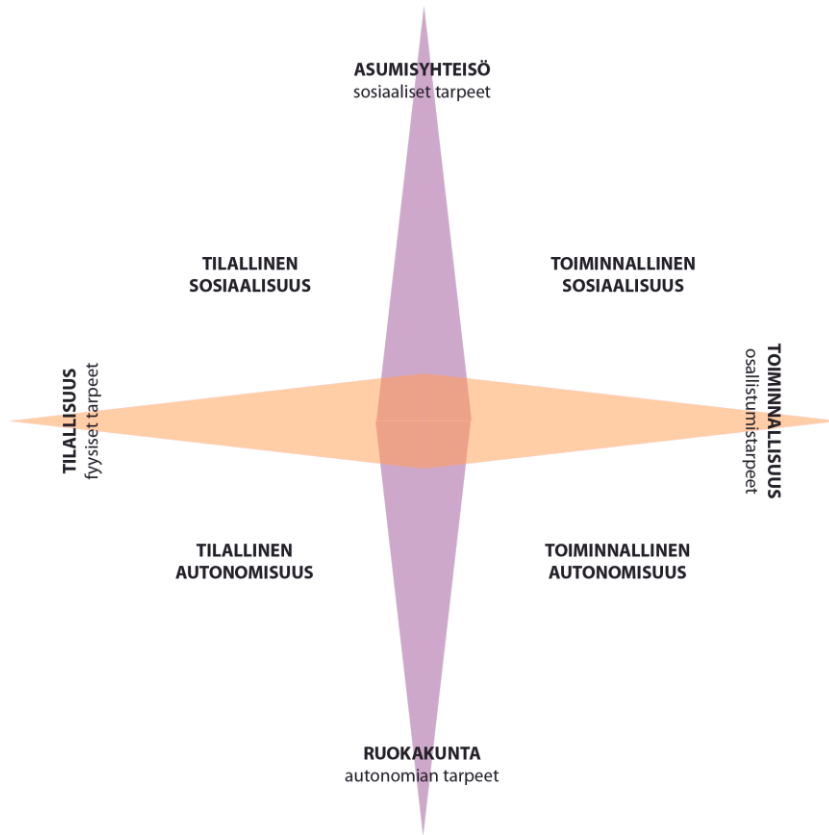 ASUMISYHTEISÖ
sosiaaliset tarpeet
TILALLINEN
SOSIAALISUUS
TOIMINNALLINEN
SOSIAALISUUS
TILALLISUUS
fyysiset tarpeet
TOIMINNALLISUUS
osallistumistarpeet
TILALLINEN
AUTONOMISUUS
TOIMINNALLINEN
AUTONOMISUUS
RUOKAKUNTA
autonomian tarpeet